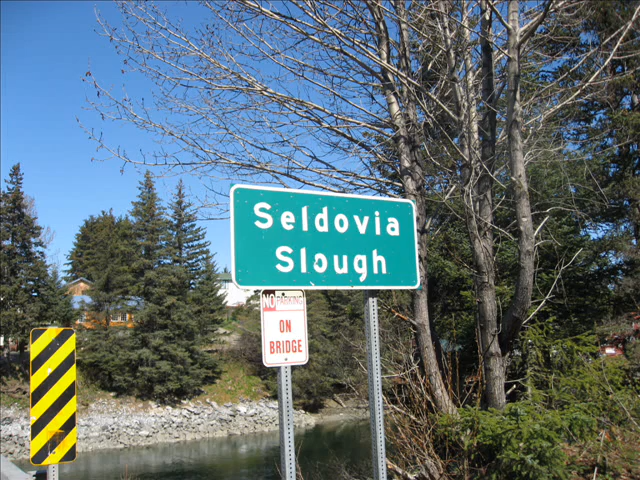 Seldovia
Slough
NO PARKING
ON
BRIDGE